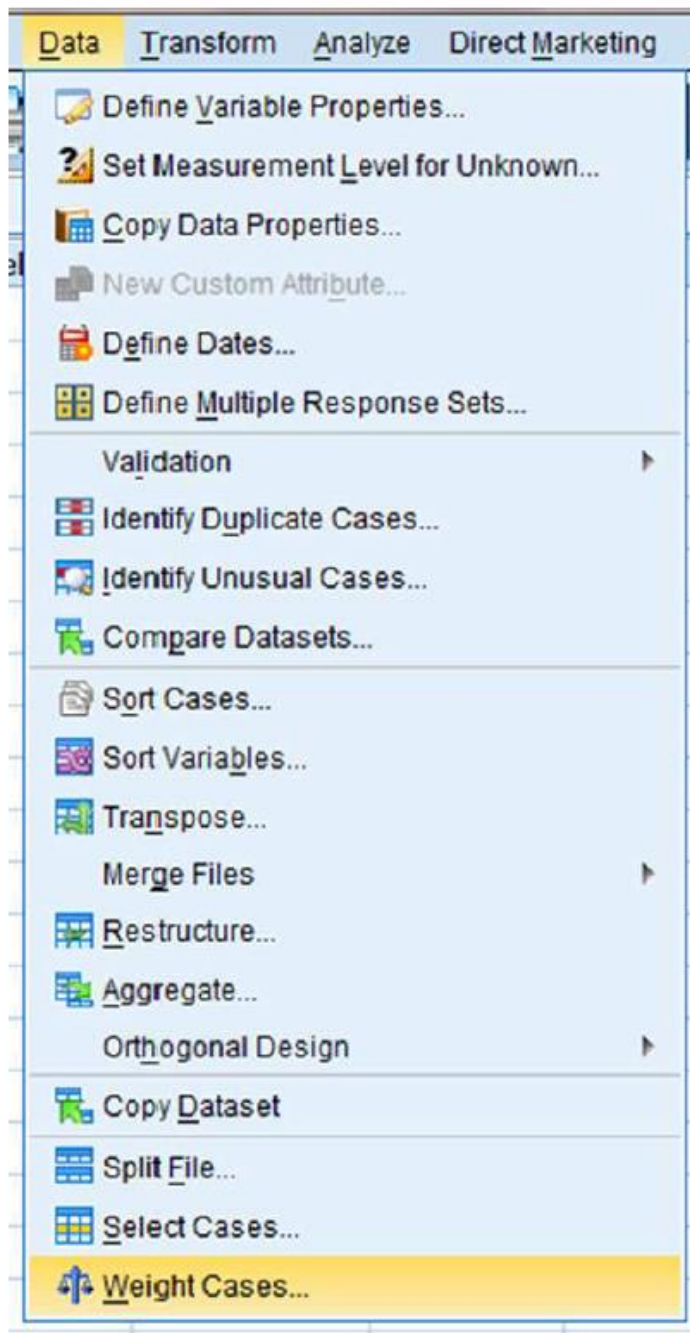 Data Transform Analyze Direct Marketing
Define Variable Properties...
Set Measurement Level for Unknown...
Copy Data Properties...
New Custom Attribute...
Define Dates...
Define Multiple Response Sets...
Validation
Identify Duplicate Cases...
Identify Unusual Cases...
Compare Datasets...
Sort Cases...
Sort Variables...
Transpose...
Merge Files
Restructure...
Aggregate...
Orthogonal Design
Copy Dataset
Split File...
Select Cases...
Weight Cases...